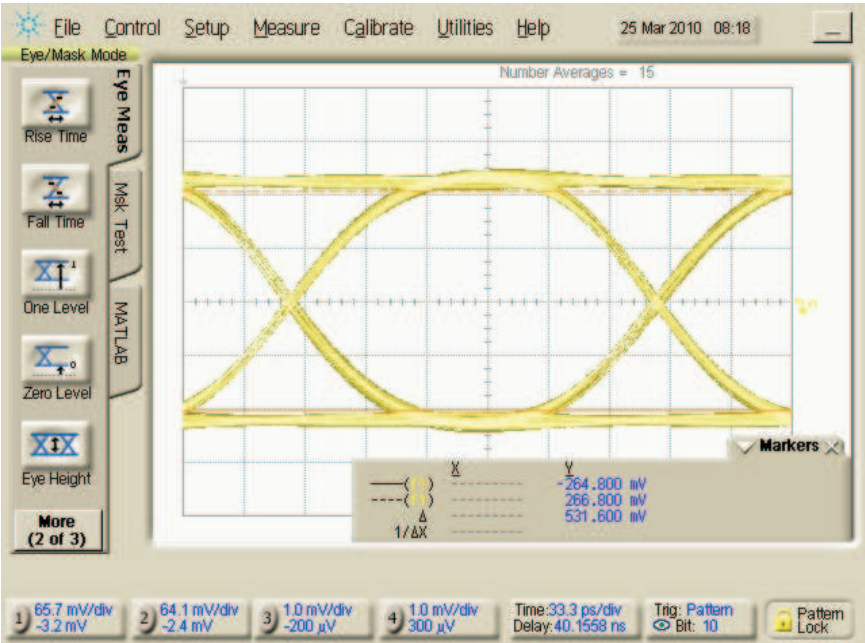 File Control Setup Measure Calibrate Utilities Help 25 Mar 2010 08:18
Eye/Mask Mode
Number Averages = 15
Eye Meas
Msk Test
MATLAB
Rise Time
Fall Time
One Level
Zero Level
Eye Height
More
(2 of 3)
Markers
X Y
-264.800 mV
266.800 mV
Δ 531.600 mV
1/ΔX
1) 65.7 mV/div
-3.2 mV
2) 64.1 mV/div
-2.4 mV
3) 1.0 mV/div
-200 µV
4) 1.0 mV/div
300 µV
Time:33.3 ps/div
Delay:40.1558 ns
Trig: Pattern
Bit: 10
Pattern
Lock